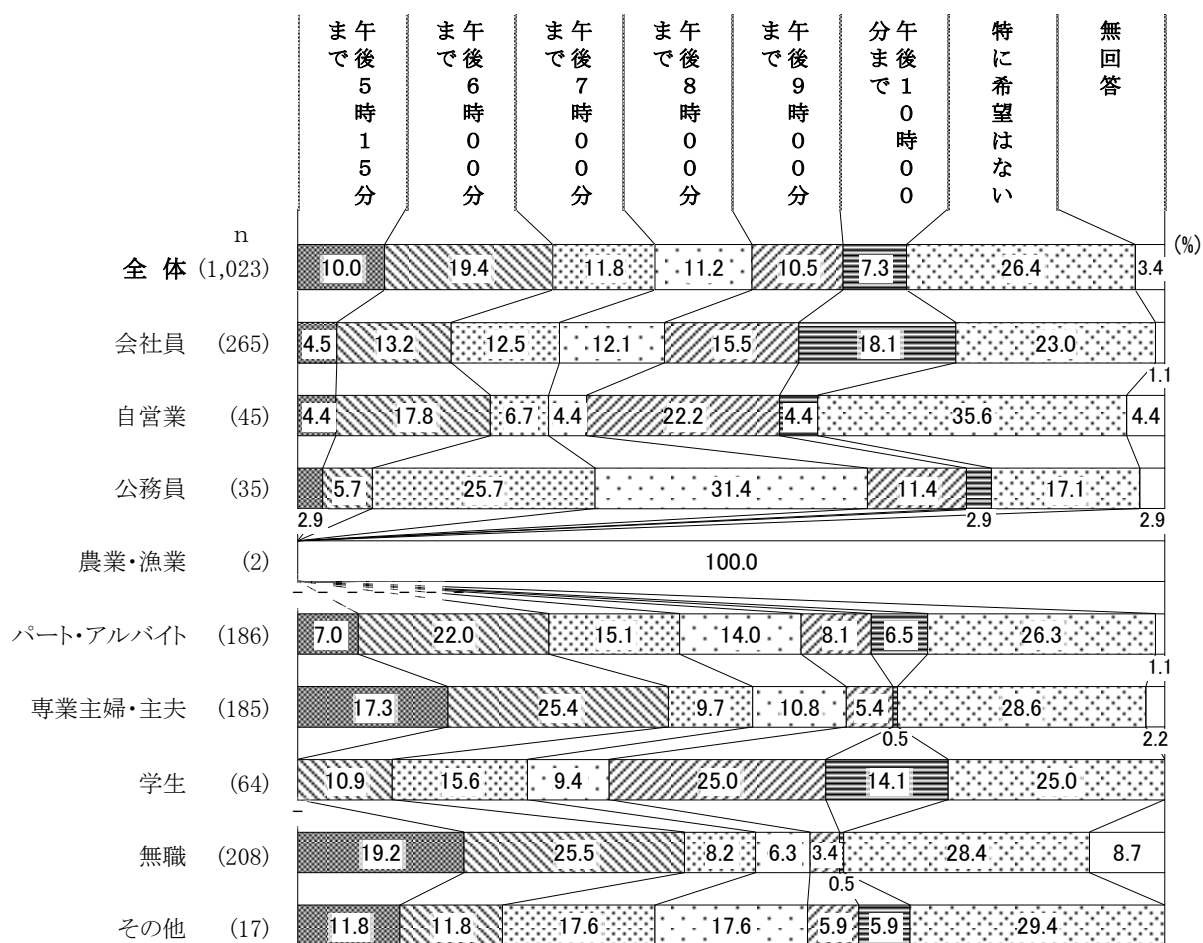 午後5時15分
まで
午後6時00分
まで
午後7時00分
まで
午後8時00分
まで
午後9時00分
まで
午後10時00
分まで
特に希望はない
無回答
n
(%)
全体 (1,023) 10.0 19.4 11.8 11.2 10.5 7.3 26.4 3.4
会社員 (265) 4.5 13.2 12.5 12.1 15.5 18.1 23.0
1.1
自営業 (45) 4.4 17.8 6.7 4.4 22.2 4.4 35.6 4.4
公務員 (35) 5.7 25.7 31.4 11.4 17.1
2.9 2.9 2.9
農業・漁業 (2) 100.0
パート・アルバイト (186) 7.0 22.0 15.1 14.0 8.1 6.5 26.3
1.1
専業主婦・主夫 (185) 17.3 25.4 9.7 10.8 5.4 28.6
0.5 2.2
学生 (64) 10.9 15.6 9.4 25.0 14.1 25.0
無職 (208) 19.2 25.5 8.2 6.3 3.4 28.4 8.7
0.5
その他 (17) 11.8 11.8 17.6 17.6 5.9 5.9 29.4